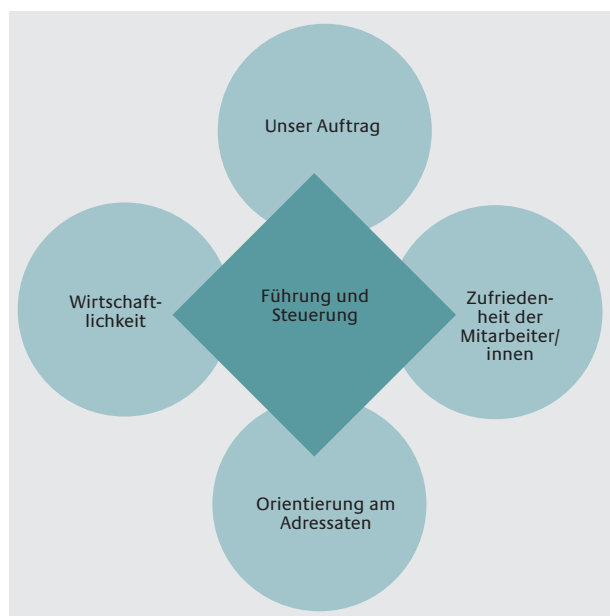 Unser Auftrag
Wirtschaft-
lichkeit
Führung und
Steuerung
Zufrieden-
heit der
Mitarbeiter/
innen
Orientierung am
Adressaten